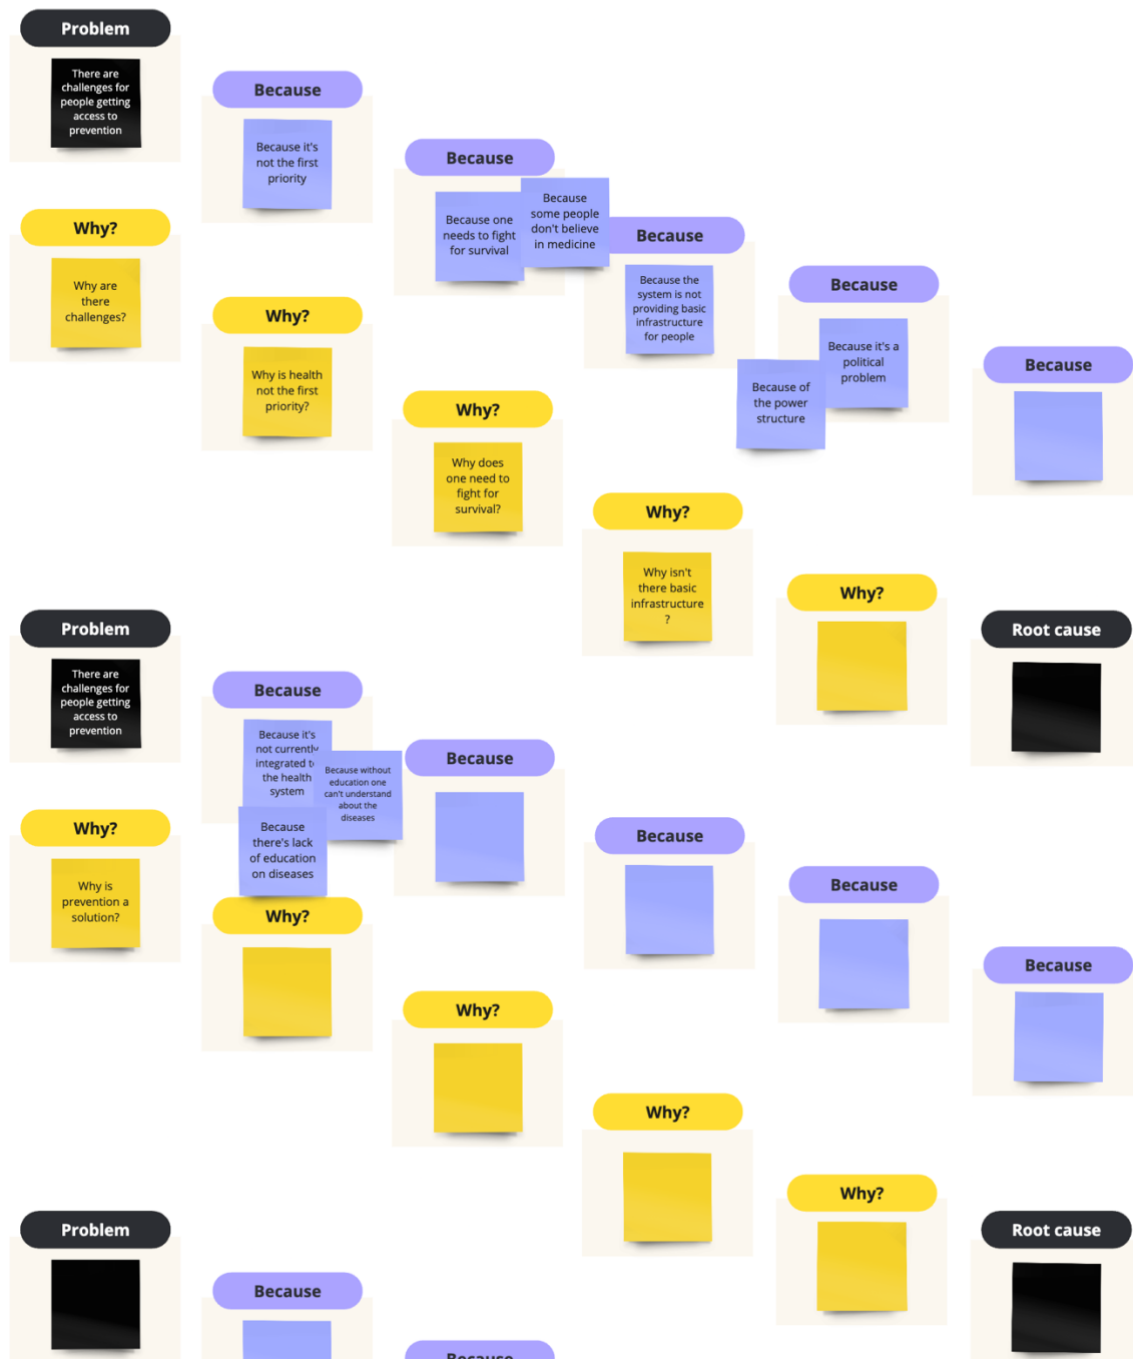 Problem
There are
challenges for
people getting
access to
prevention
Because
Because it's
not the first
priority
Because
Because one
needs to fight
for survival
Because
some people
don't believe
in medicine
Because
Because the
system is not
providing basic
infrastructure
for people
Because
Because it's a
political
problem
Because of
the power
structure
Because
Why?
Why are
there
challenges?
Why?
Why is health
not the first
priority?
Why?
Why does
one need to
fight for
survival?
Why?
Why isn't
there basic
infrastructure
?
Why?
Root cause
Problem
There are
challenges for
people getting
access to
prevention
Because
Because it's
not currently
integrated to
the health
system
Because without
education one
can't understand
about the
diseases
Because
there's lack
of education
on diseases
Because
Because
Because
Because
Why?
Why is
prevention a
solution?
Why?
Why?
Why?
Why?
Root cause
Problem
Because
Because